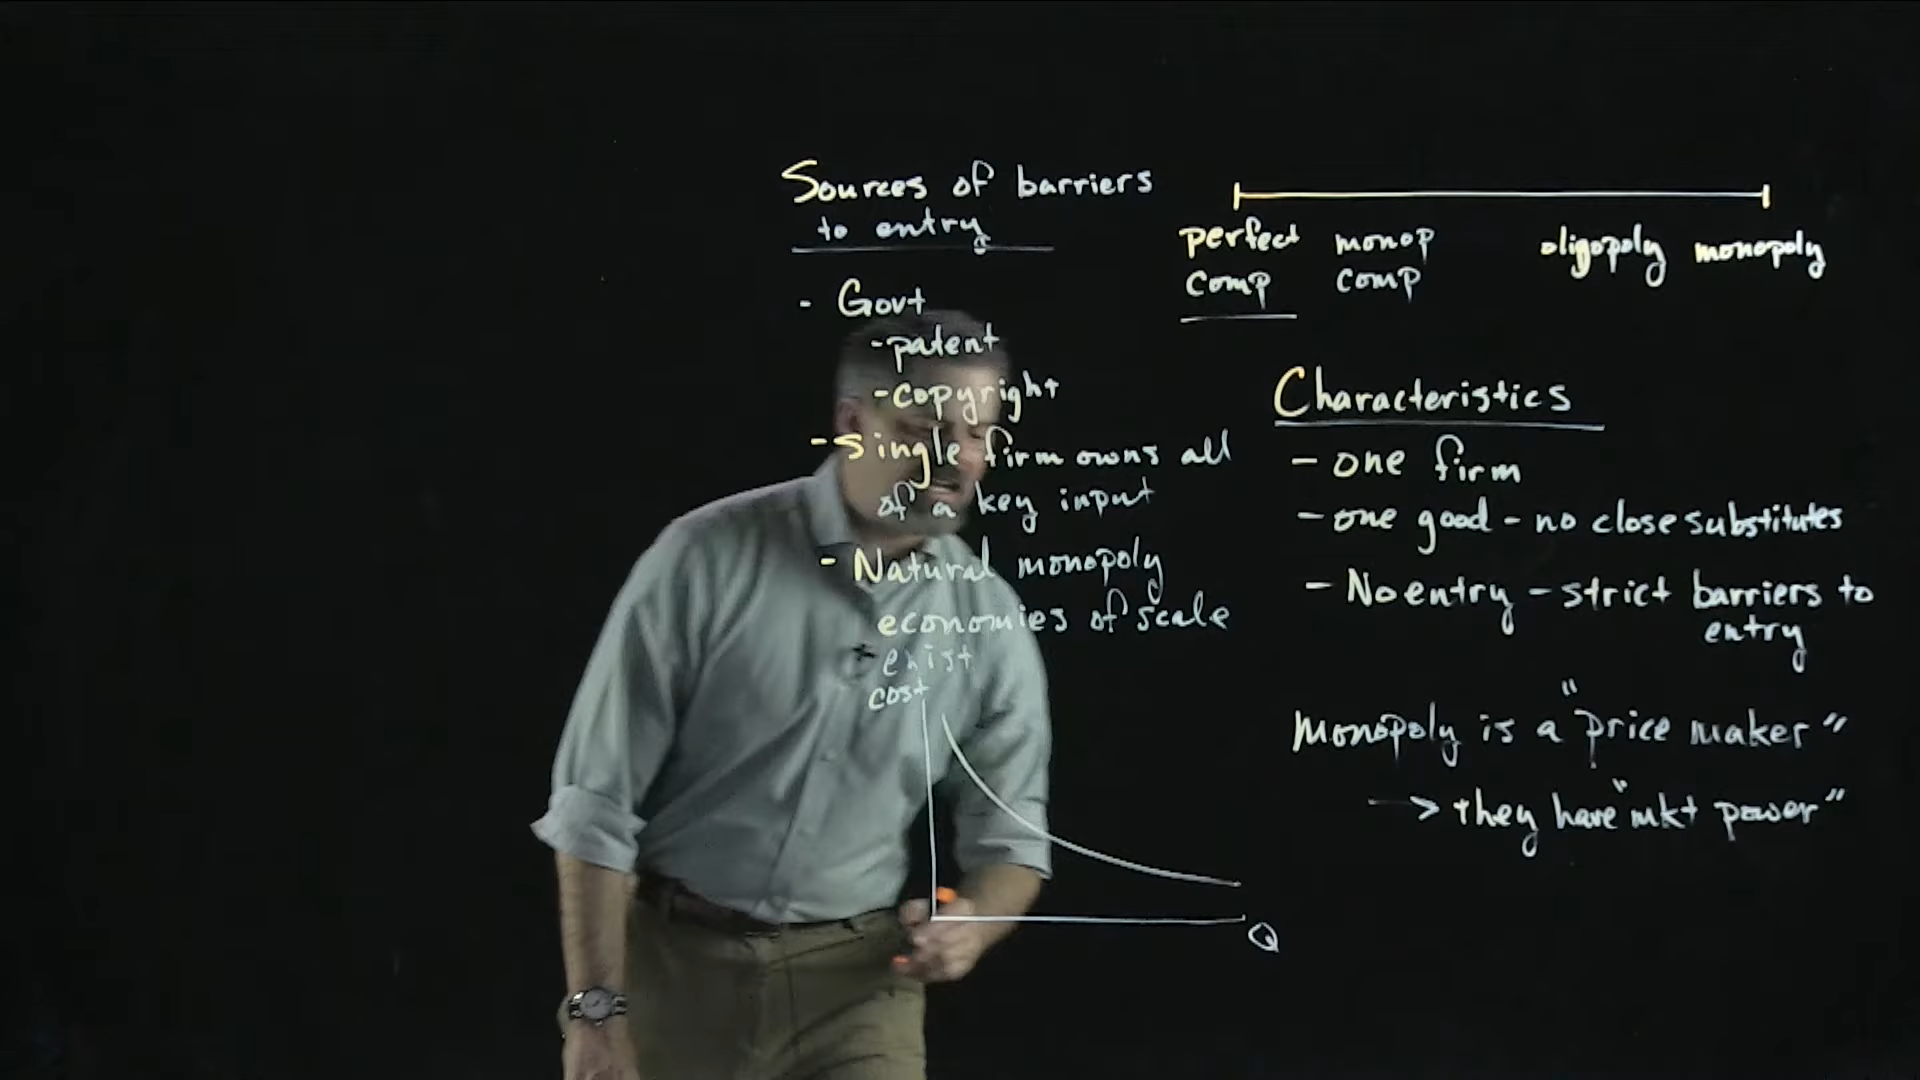 Sources of barriers
to entry
- Govt
- patent
- copyright
- Single firm owns all
of a key input
- Natural monopoly
economies of scale
exist
cost
Q
perfect
comp
monop
comp
oligopoly
monopoly
Characteristics
- one firm
- one good - no close substitutes
- No entry - strict barriers to
entry
Monopoly is a "price maker"
-> they have "mkt power"